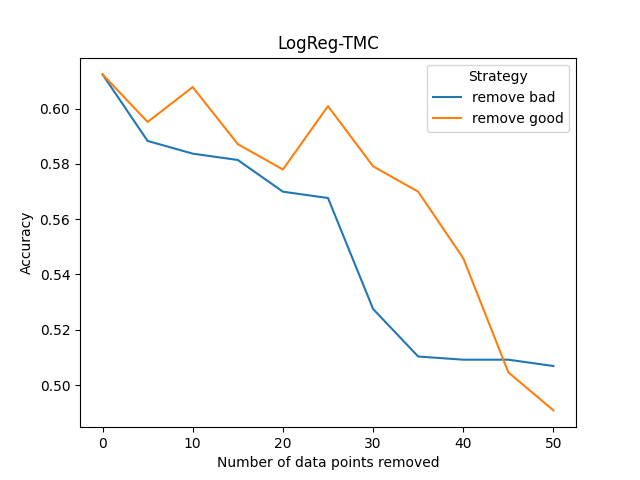 LogReg-TMC
Strategy
remove bad
remove good
Accuracy
0.60
0.58
0.56
0.54
0.52
0.50
0 10 20 30 40 50
Number of data points removed